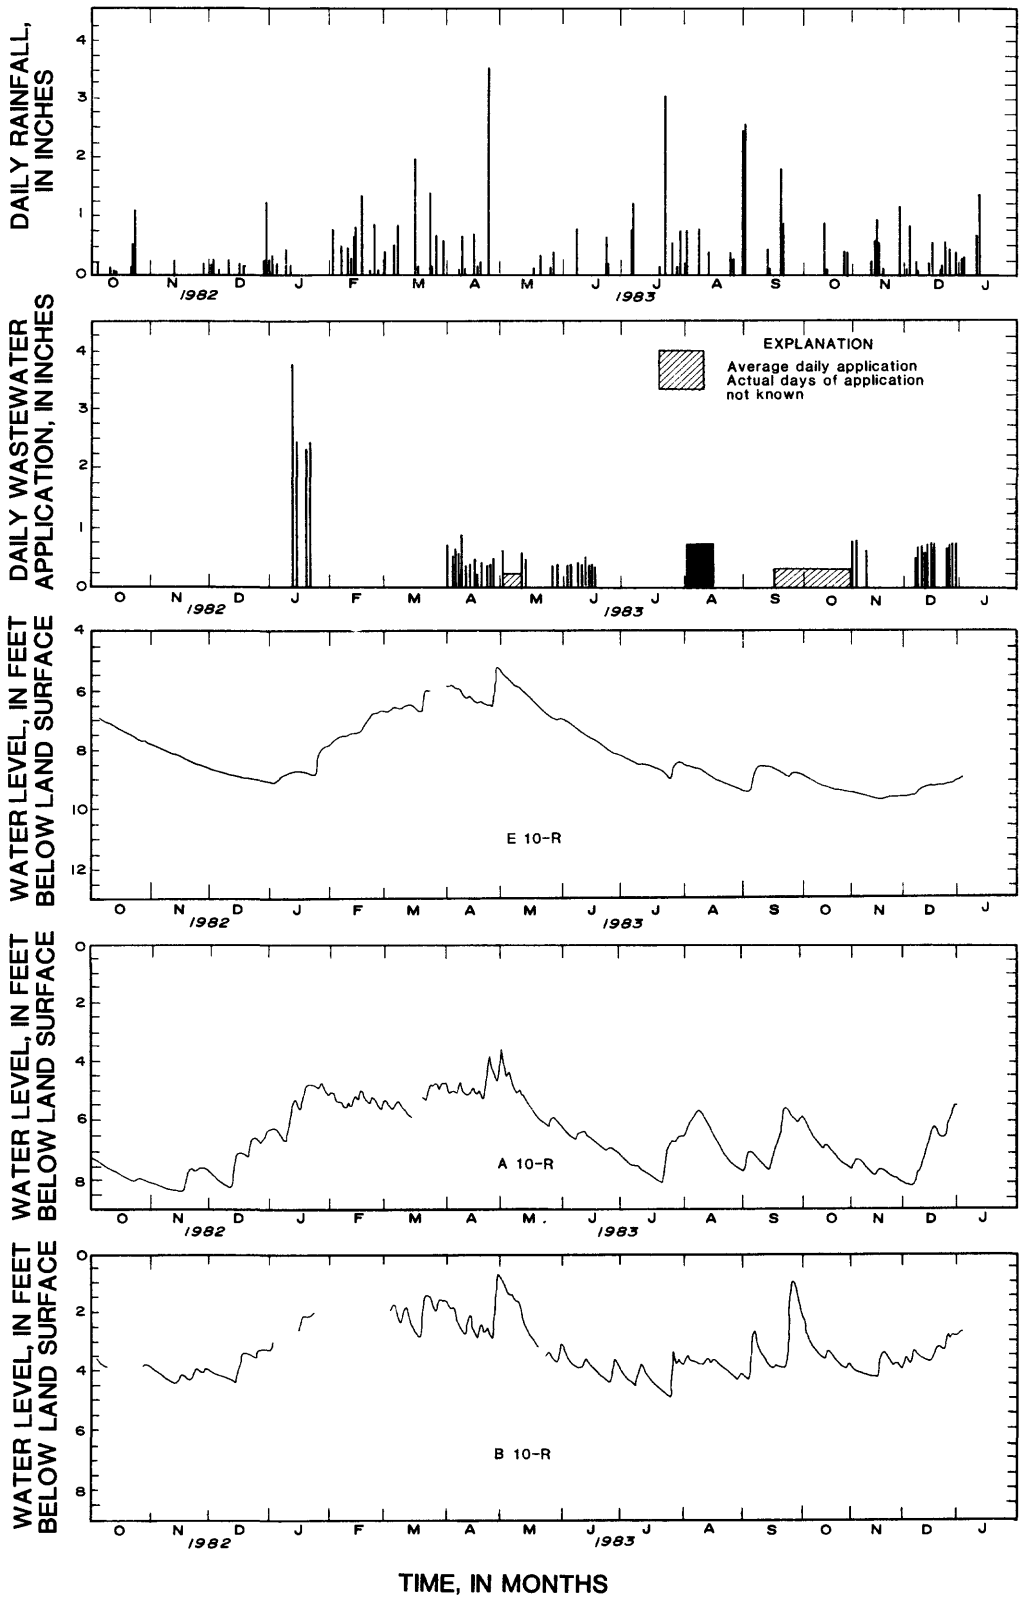 DAILY RAINFALL,
IN INCHES
4
3
2
1
0
O N D J F M A M J J A S O N D J
1982 1983
DAILY WASTEWATER
APPLICATION, IN INCHES
4
3
2
1
0
EXPLANATION
Average daily application
Actual days of application
not known
O N D J F M A M J J A S O N D J
1982 1983
WATER LEVEL, IN FEET
BELOW LAND SURFACE
4
6
8
10
12
E 10-R
O N D J F M A M J J A S O N D J
1982 1983
WATER LEVEL, IN FEET
BELOW LAND SURFACE
0
2
4
6
8
A 10-R
O N D J F M A M J J A S O N D J
1982 1983
WATER LEVEL, IN FEET
BELOW LAND SURFACE
0
2
4
6
8
B 10-R
O N D J F M A M J J A S O N D J
1982 1983
TIME, IN MONTHS